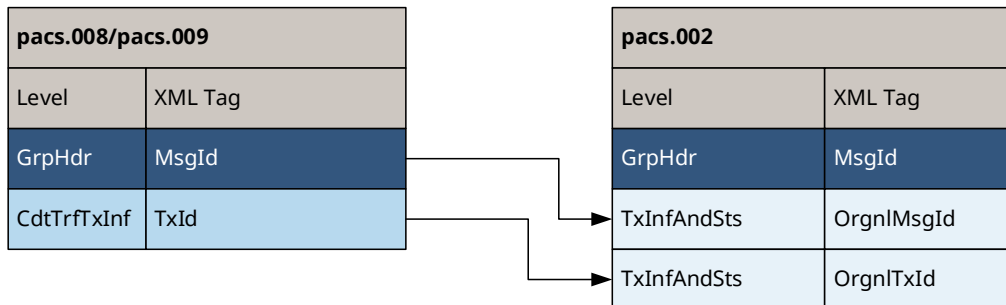 pacs.008/pacs.009
Level XML Tag
GrpHdr MsgId
CdtTrfTxInf TxId
pacs.002
Level XML Tag
GrpHdr MsgId
TxInfAndSts OrgnlMsgId
TxInfAndSts OrgnlTxId